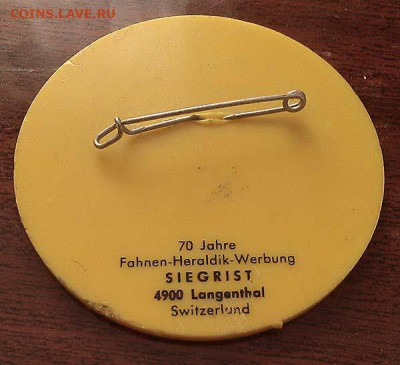 COINS.LAVE.RU
70 Jahre
Fahnen-Heraldik-Werbung
SIEGRIST
4900 Langenthal
Switzerland